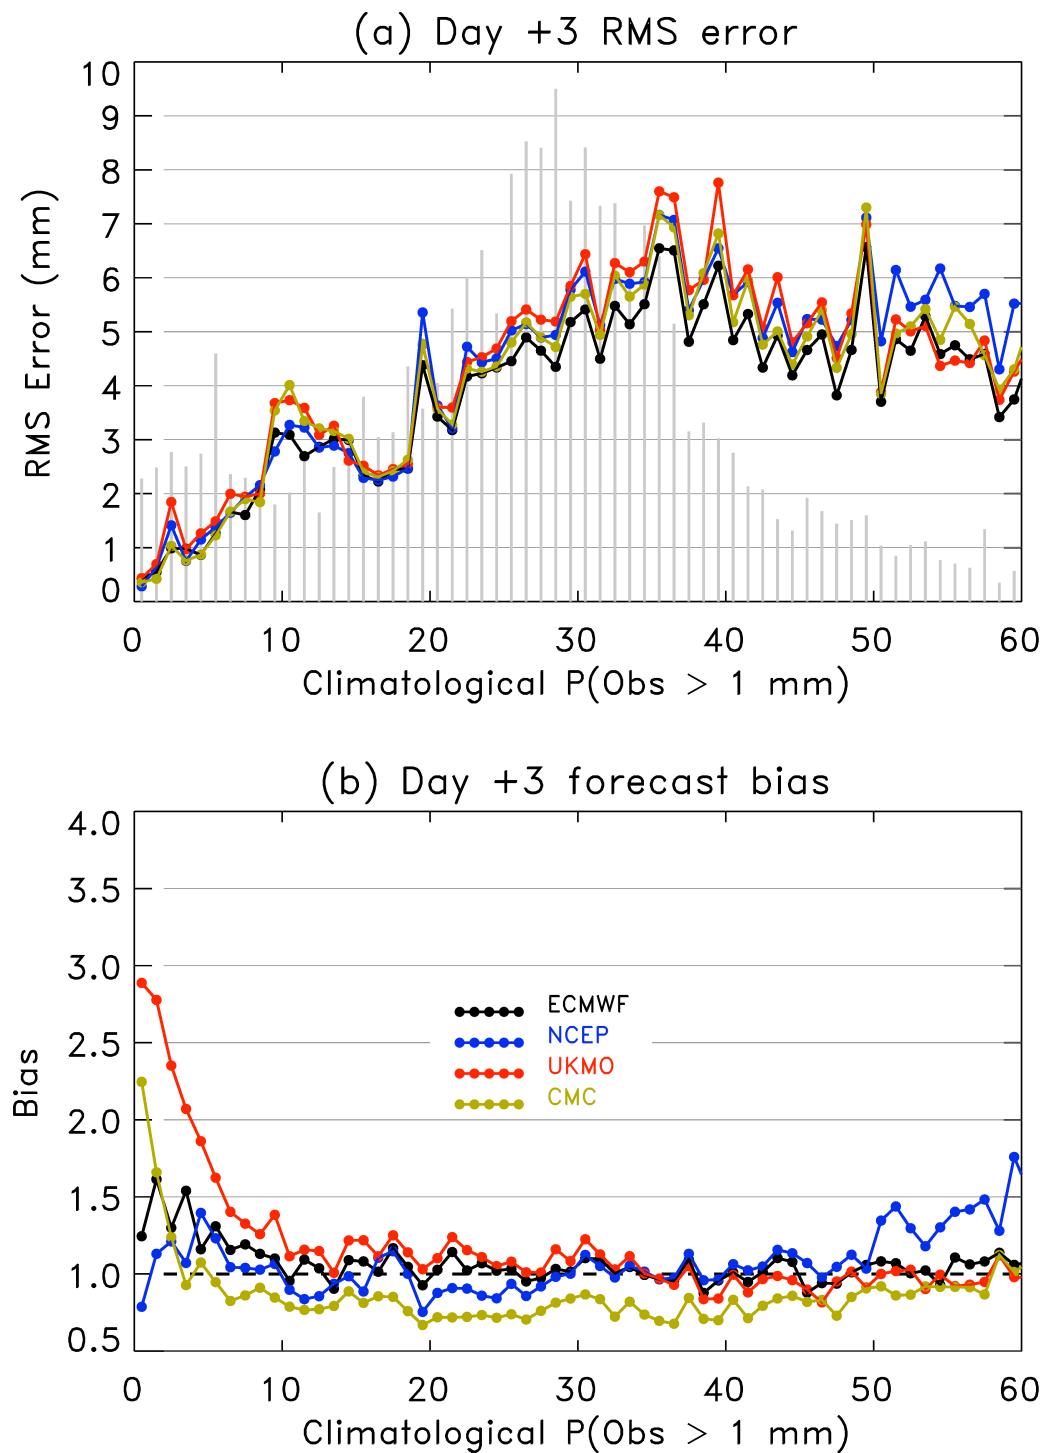 (a) Day +3 RMS error
10
9
8
7
6
5
4
3
2
1
0
RMS Error (mm)
0 10 20 30 40 50 60
Climatological P(Obs > 1 mm)
(b) Day +3 forecast bias
4.0
3.5
3.0
2.5
2.0
1.5
1.0
0.5
Bias
ECMWF
NCEP
UKMO
CMC
0 10 20 30 40 50 60
Climatological P(Obs > 1 mm)